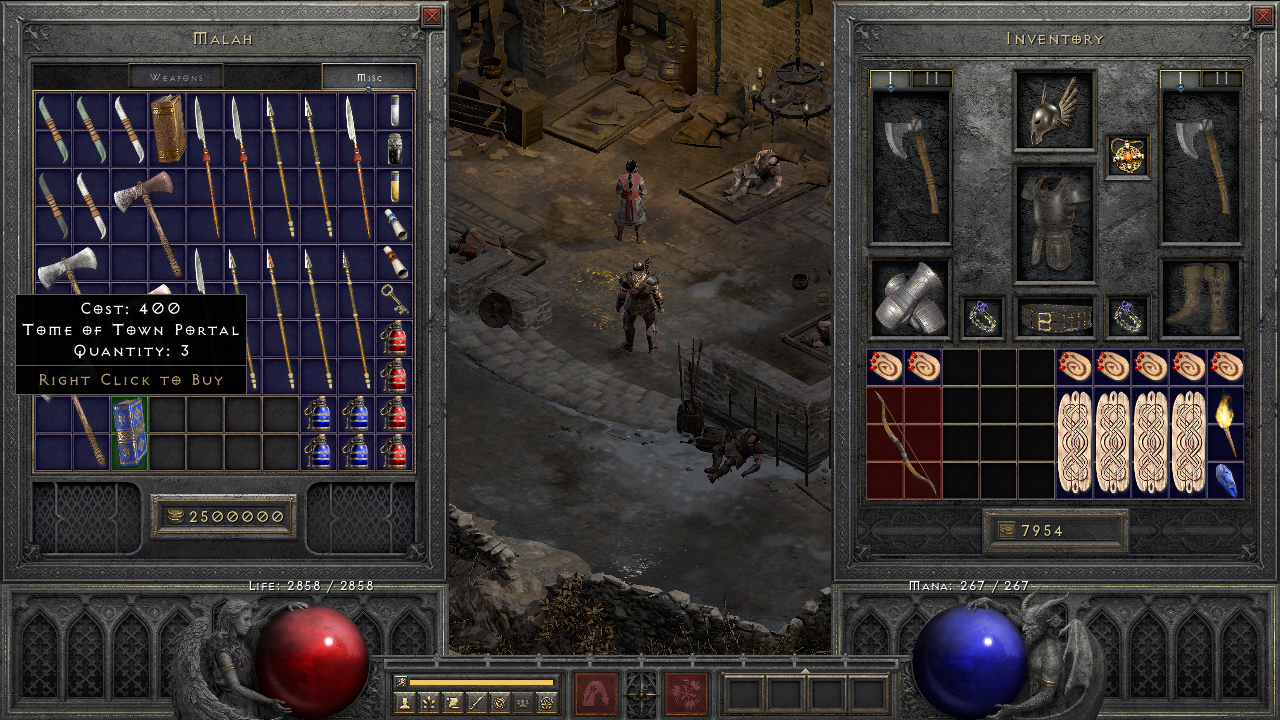 Malah
Weapons
Misc
Cost: 400
Tome of Town Portal
Quantity: 3
Right Click to Buy
2500000
Life: 2858 / 2858
Inventory
I
II
I
II
7954
Mana: 267 / 267